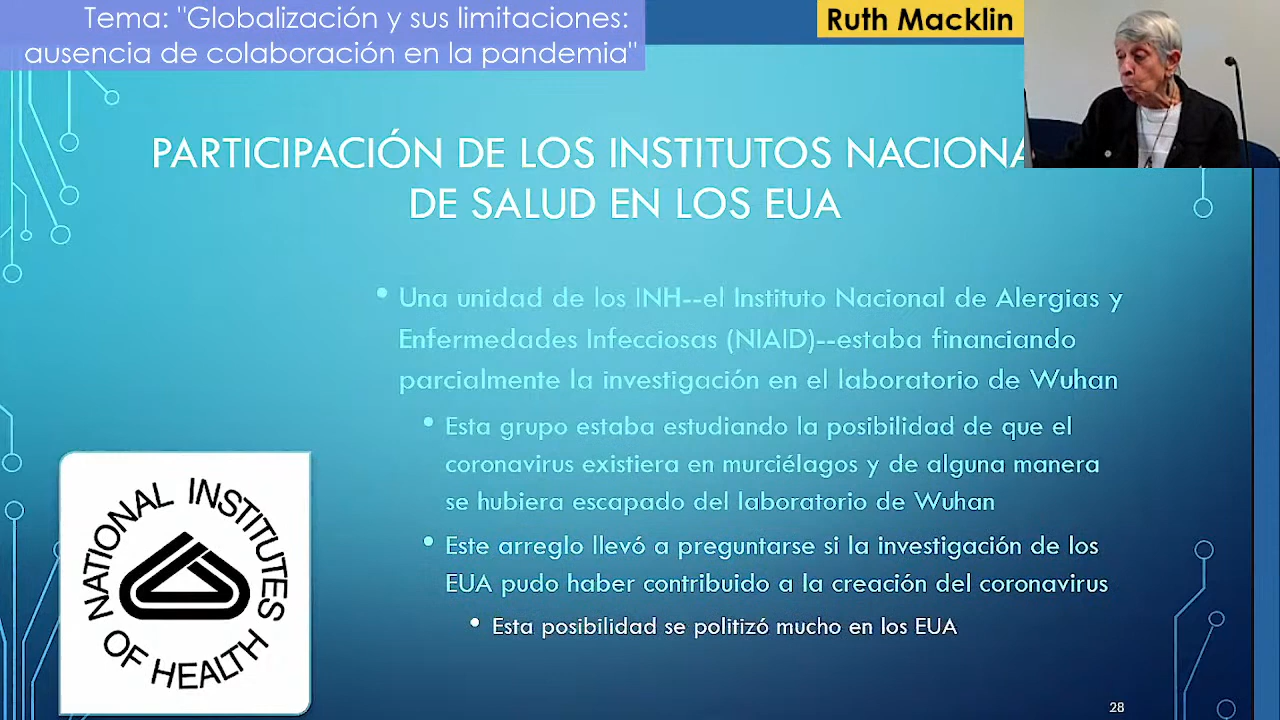 Tema: "Globalización y sus limitaciones:
ausencia de colaboración en la pandemia"
Ruth Macklin
PARTICIPACIÓN DE LOS INSTITUTOS
DE SALUD EN LOS EUA
• Una unidad de los INH--el Instituto Nacional de Alergias y
Enfermedades Infecciosas (NIAID)--estaba financiando
parcialmente la investigación en el laboratorio de Wuhan
• Esta grupo estaba estudiando la posibilidad de que el
coronavirus existiera en murciélagos y de alguna manera
se hubiera escapado del laboratorio de Wuhan
• Este arreglo llevó a preguntarse si la investigación de los
EUA pudo haber contribuido a la creación del coronavirus
• Esta posibilidad se politizó mucho en los EUA
NATIONAL INSTITUTES
OF HEALTH
28